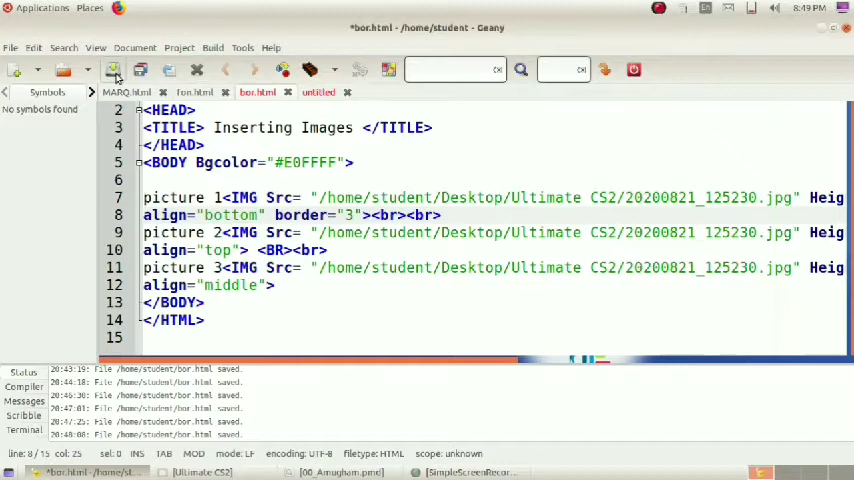 Applications Places En 8:49 PM
*bor.html - /home/student - Geany
File Edit Search View Document Project Build Tools Help
Symbols MARQ.html fon.html bor.html untitled
No symbols found
2 <HEAD>
3 <TITLE> Inserting Images </TITLE>
4 </HEAD>
5 <BODY Bgcolor="#E0FFFF">
6
7 picture 1<IMG Src= "/home/student/Desktop/Ultimate CS2/20200821_125230.jpg" Heig
8 align="bottom" border="3"><br><br>
9 picture 2<IMG Src= "/home/student/Desktop/Ultimate CS2/20200821_125230.jpg" Heig
10 align="top"> <BR><br>
11 picture 3<IMG Src= "/home/student/Desktop/Ultimate CS2/20200821_125230.jpg" Heig
12 align="middle">
13 </BODY>
14 </HTML>
15
Status
Compiler
Messages
Scribble
Terminal
20:43:19: File /home/student/bor.html saved.
20:44:18: File /home/student/bor.html saved.
20:46:30: File /home/student/bor.html saved.
20:47:01: File /home/student/bor.html saved.
20:47:25: File /home/student/bor.html saved.
20:48:08: File /home/student/bor.html saved.
line: 8 / 15 col: 25 sel: 0 INS TAB MOD mode: LF encoding: UTF-8 filetype: HTML scope: unknown
*bor.html - /home/st... [Ultimate CS2] [00_Amugham.pmd] [SimpleScreenRecor...